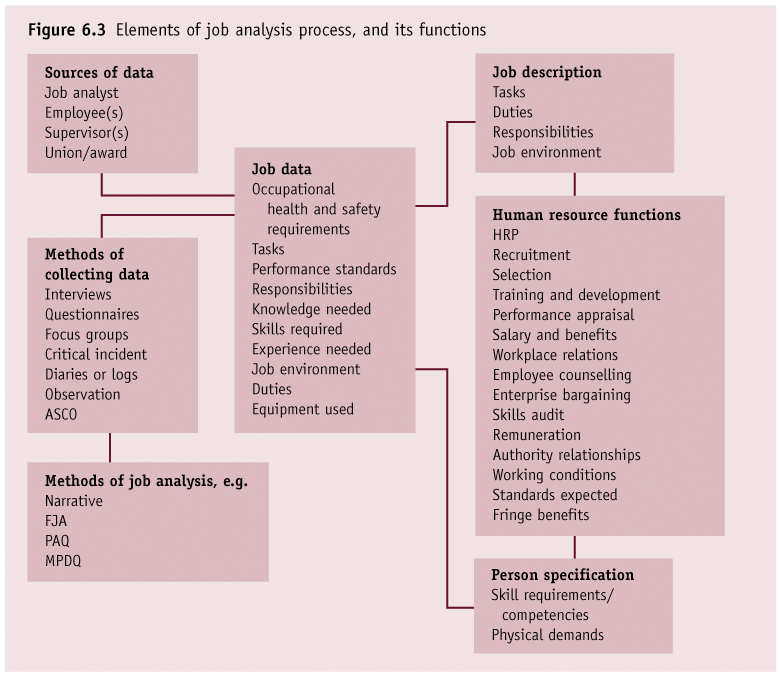 Figure 6.3 Elements of job analysis process, and its functions
Sources of data
Job analyst
Employee(s)
Supervisor(s)
Union/award
Methods of
collecting data
Interviews
Questionnaires
Focus groups
Critical incident
Diaries or logs
Observation
ASCO
Methods of job analysis, e.g.
Narrative
FJA
PAQ
MPDQ
Job data
Occupational
health and safety
requirements
Tasks
Performance standards
Responsibilities
Knowledge needed
Skills required
Experience needed
Job environment
Duties
Equipment used
Job description
Tasks
Duties
Responsibilities
Job environment
Human resource functions
HRP
Recruitment
Selection
Training and development
Performance appraisal
Salary and benefits
Workplace relations
Employee counselling
Enterprise bargaining
Skills audit
Remuneration
Authority relationships
Working conditions
Standards expected
Fringe benefits
Person specification
Skill requirements/
competencies
Physical demands